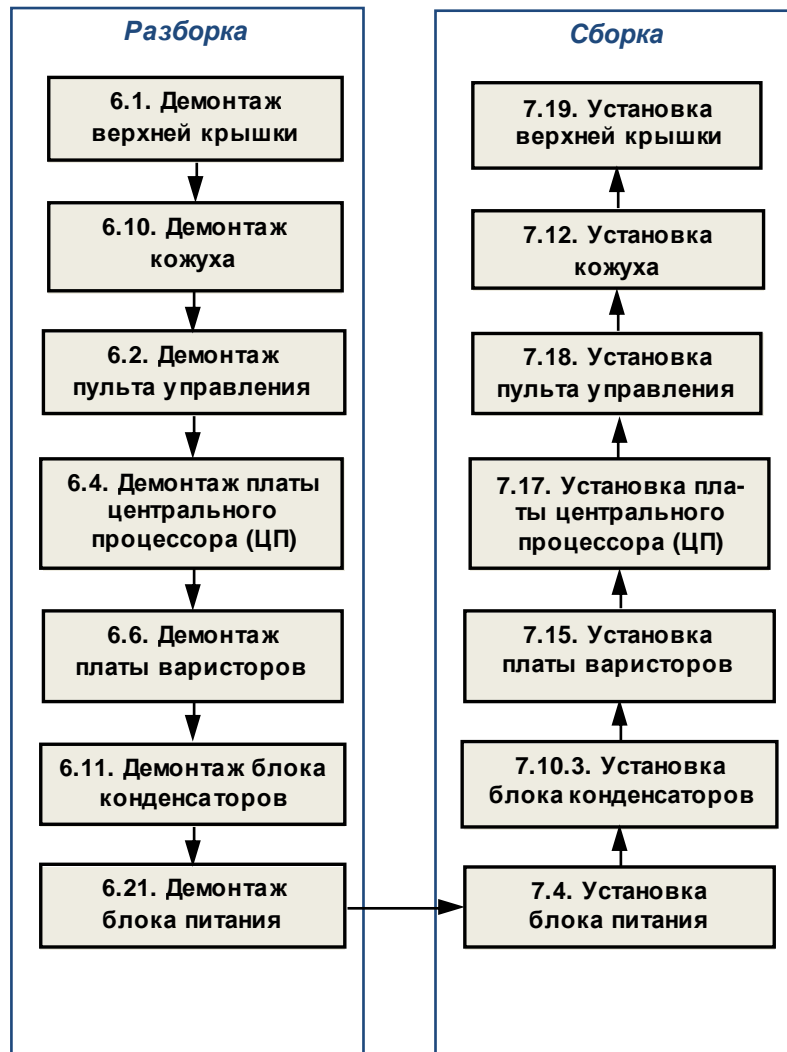 Разборка
6.1. Демонтаж
верхней крышки
6.10. Демонтаж
кожуха
6.2. Демонтаж
пульта управления
6.4. Демонтаж платы
центрального
процессора (ЦП)
6.6. Демонтаж
платы варисторов
6.11. Демонтаж блока
конденсаторов
6.21. Демонтаж
блока питания
Сборка
7.19. Установка
верхней крышки
7.12. Установка
кожуха
7.18. Установка
пульта управления
7.17. Установка пла-
ты центрального
процессора (ЦП)
7.15. Установка
платы варисторов
7.10.3. Установка
блока конденсаторов
7.4. Установка
блока питания